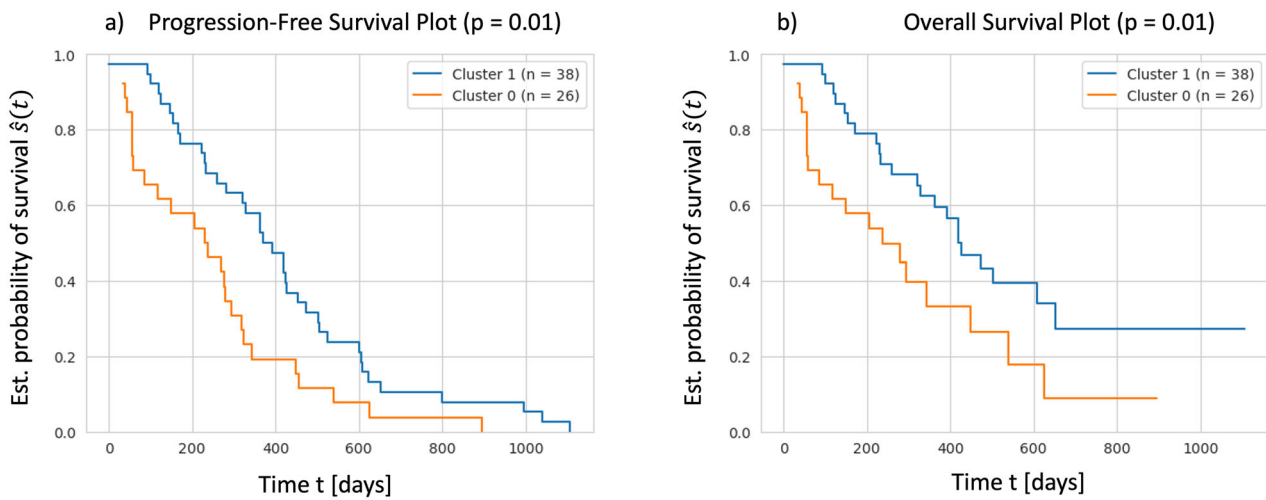 a) Progression-Free Survival Plot (p = 0.01)
Est. probability of survival ŝ(t)
1.0
0.8
0.6
0.4
0.2
0.0
Cluster 1 (n = 38)
Cluster 0 (n = 26)
0 200 400 600 800 1000
Time t [days]
b) Overall Survival Plot (p = 0.01)
Est. probability of survival ŝ(t)
1.0
0.8
0.6
0.4
0.2
0.0
Cluster 1 (n = 38)
Cluster 0 (n = 26)
0 200 400 600 800 1000
Time t [days]